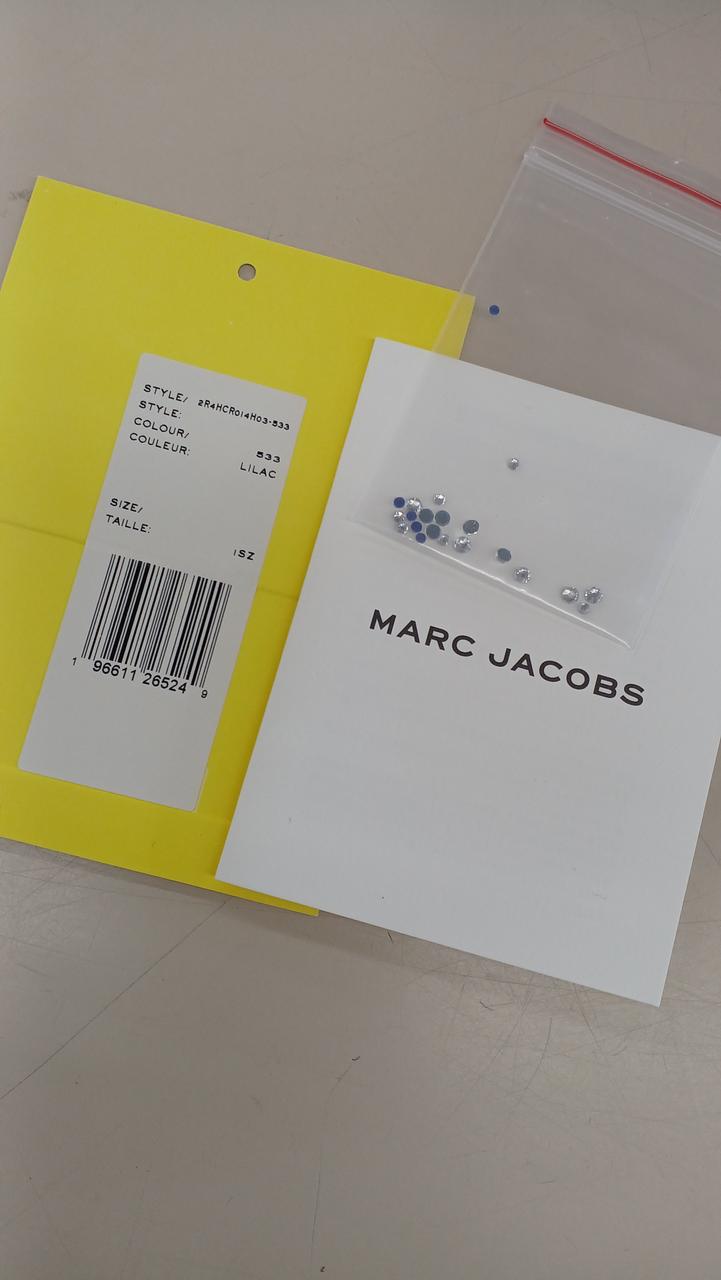 STYLE/ 2R4HCR014H03-533
STYLE:
COLOUR/ 533
COULEUR: LILAC
SIZE/
TAILLE: 1SZ
1 96611 26524 9
MARC JACOBS